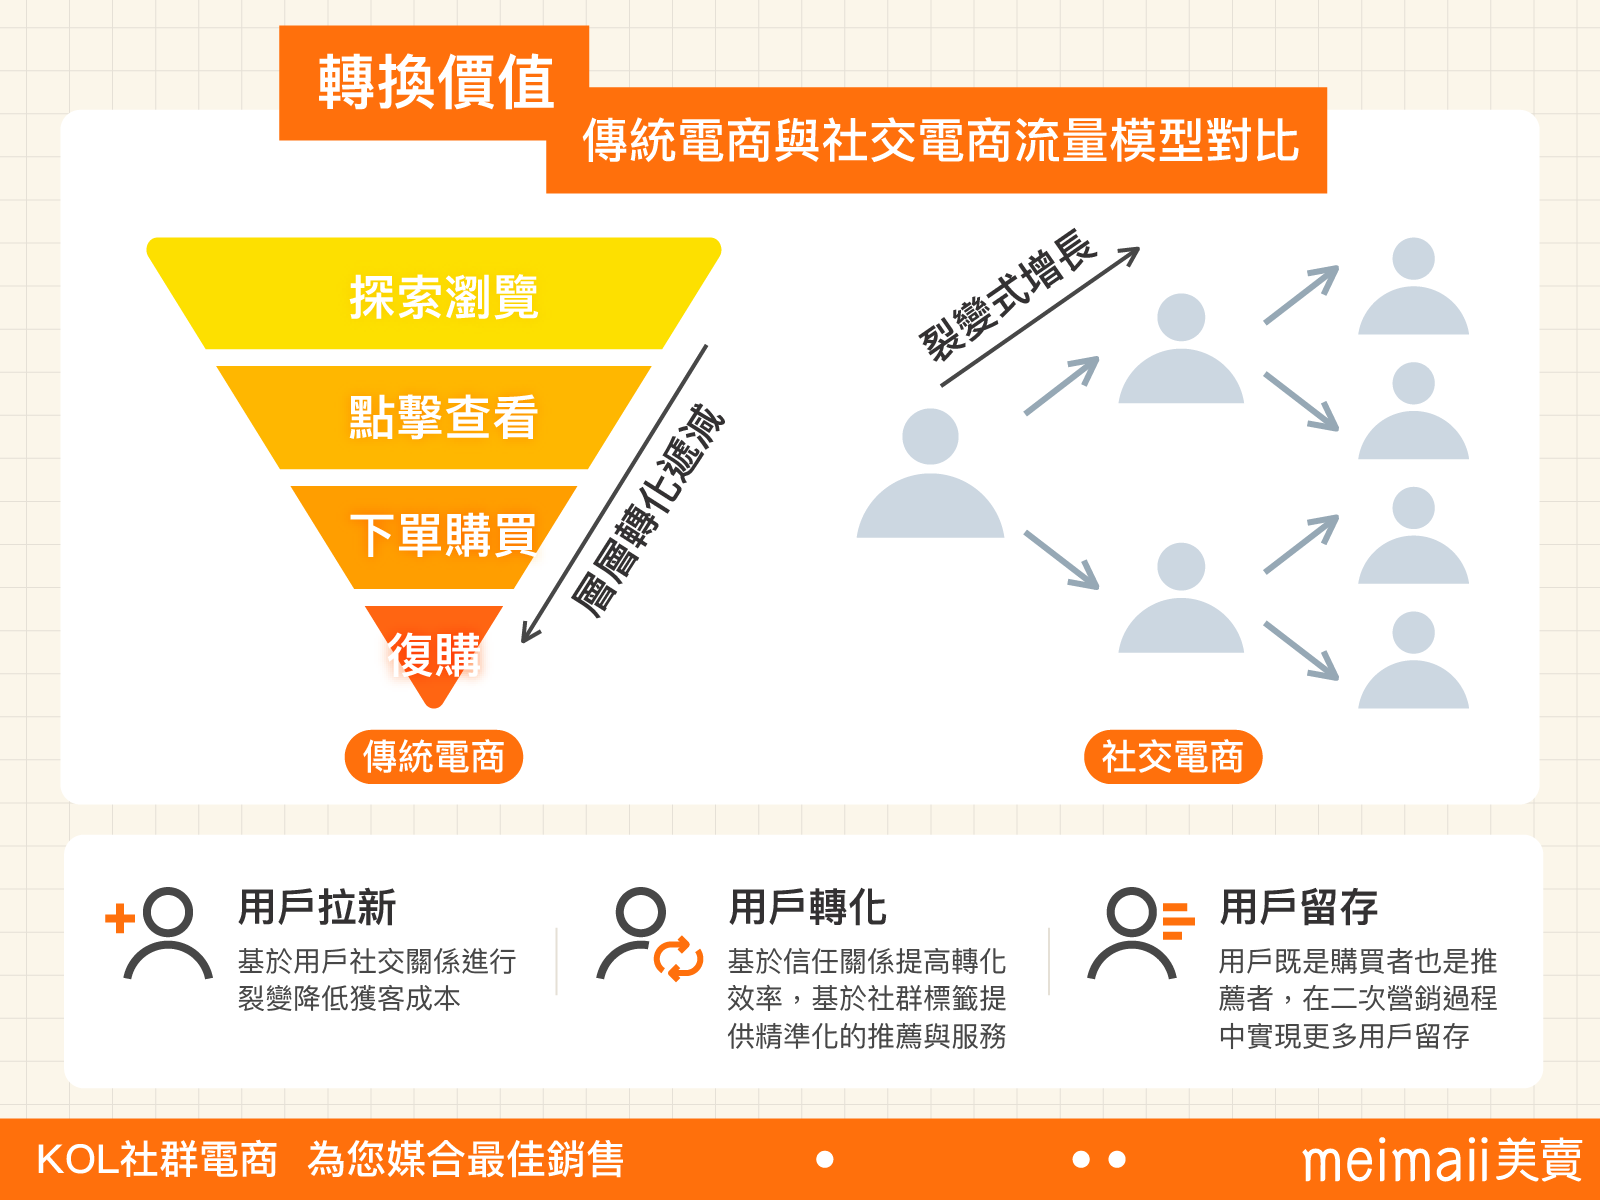 轉換價值
傳統電商與社交電商流量模型對比
探索瀏覽
點擊查看
下單購買
復購
層層轉化遞減
傳統電商
裂變式增長
社交電商
用戶拉新
基於用戶社交關係進行
裂變降低獲客成本
用戶轉化
基於信任關係提高轉化
效率，基於社群標籤提
供精準化的推薦與服務
用戶留存
用戶既是購買者也是推
薦者，在二次營銷過程
中實現更多用戶留存
KOL社群電商 為您媒合最佳銷售
meimaii美賣